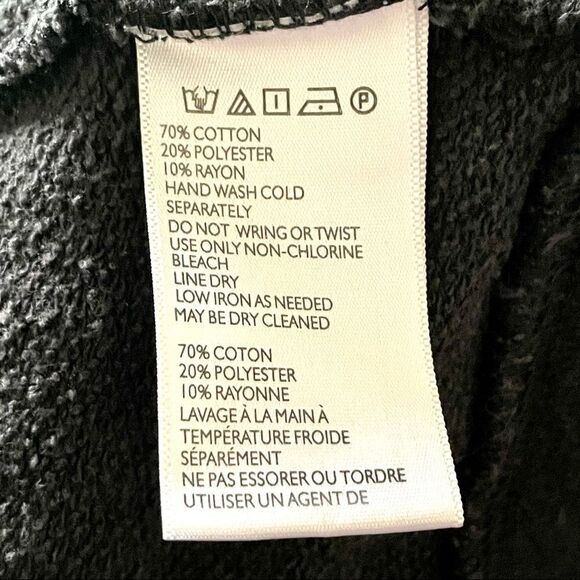 70% COTTON
20% POLYESTER
10% RAYON
HAND WASH COLD
SEPARATELY
DO NOT WRING OR TWIST
USE ONLY NON-CHLORINE
BLEACH
LINE DRY
LOW IRON AS NEEDED
MAY BE DRY CLEANED
70% COTON
20% POLYESTER
10% RAYONNE
LAVAGE À LA MAIN À
TEMPÉRATURE FROIDE
SÉPARÉMENT
NE PAS ESSORER OU TORDRE
UTILISER UN AGENT DE